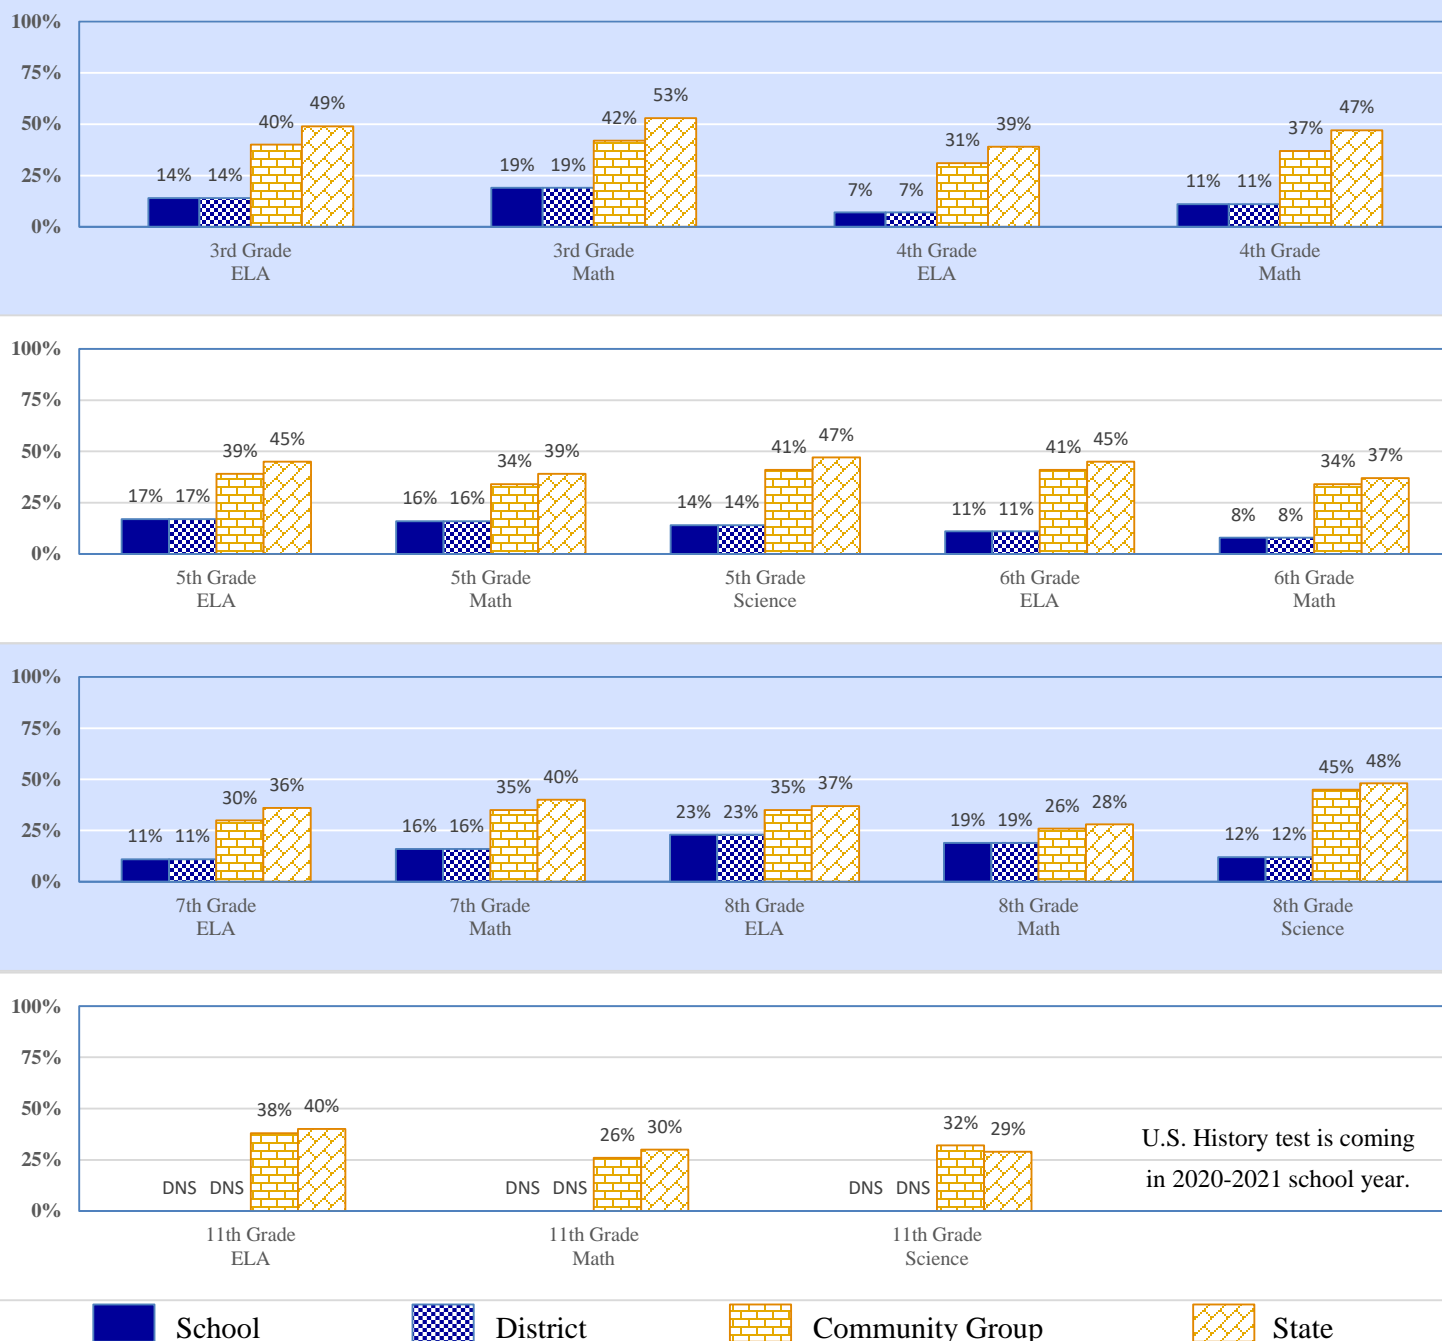 100%
75%
50%
25%
0%
14% 14% 40% 49%
19% 19% 42% 53%
7% 7% 31% 39%
11% 11% 37% 47%
3rd Grade
ELA
3rd Grade
Math
4th Grade
ELA
4th Grade
Math
100%
75%
50%
25%
0%
17% 17% 39% 45%
16% 16% 34% 39%
14% 14% 41% 47%
11% 11% 41% 45%
8% 8% 34% 37%
5th Grade
ELA
5th Grade
Math
5th Grade
Science
6th Grade
ELA
6th Grade
Math
100%
75%
50%
25%
0%
11% 11% 30% 36%
16% 16% 35% 40%
23% 23% 35% 37%
19% 19% 26% 28%
12% 12% 45% 48%
7th Grade
ELA
7th Grade
Math
8th Grade
ELA
8th Grade
Math
8th Grade
Science
100%
75%
50%
25%
0%
DNS DNS 38% 40%
DNS DNS 26% 30%
DNS DNS 32% 29%
U.S. History test is coming
in 2020-2021 school year.
11th Grade
ELA
11th Grade
Math
11th Grade
Science
School District Community Group State